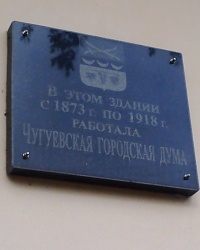 В ЭТОМ ЗДАНИИ
С 1873 Г. ПО 1918 Г.
РАБОТАЛА
ЧУГУЕВСКАЯ ГОРОДСКАЯ ДУМА